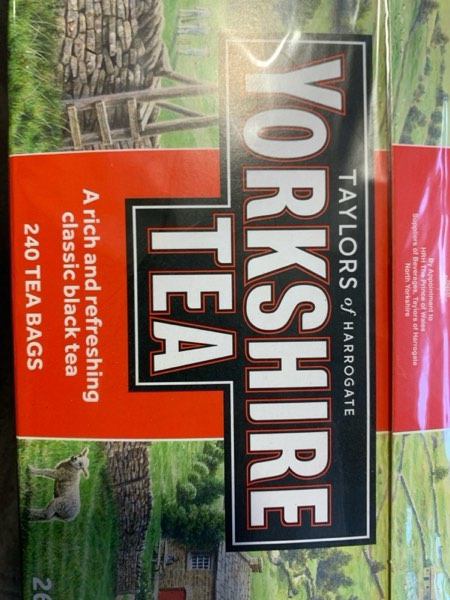 TAYLORS of HARROGATE
YORKSHIRE
TEA
A rich and refreshing
classic black tea
240 TEA BAGS
By Appointment to
HRH The Prince of Wales
Suppliers of Beverages, Taylors of Harrogate
North Yorkshire